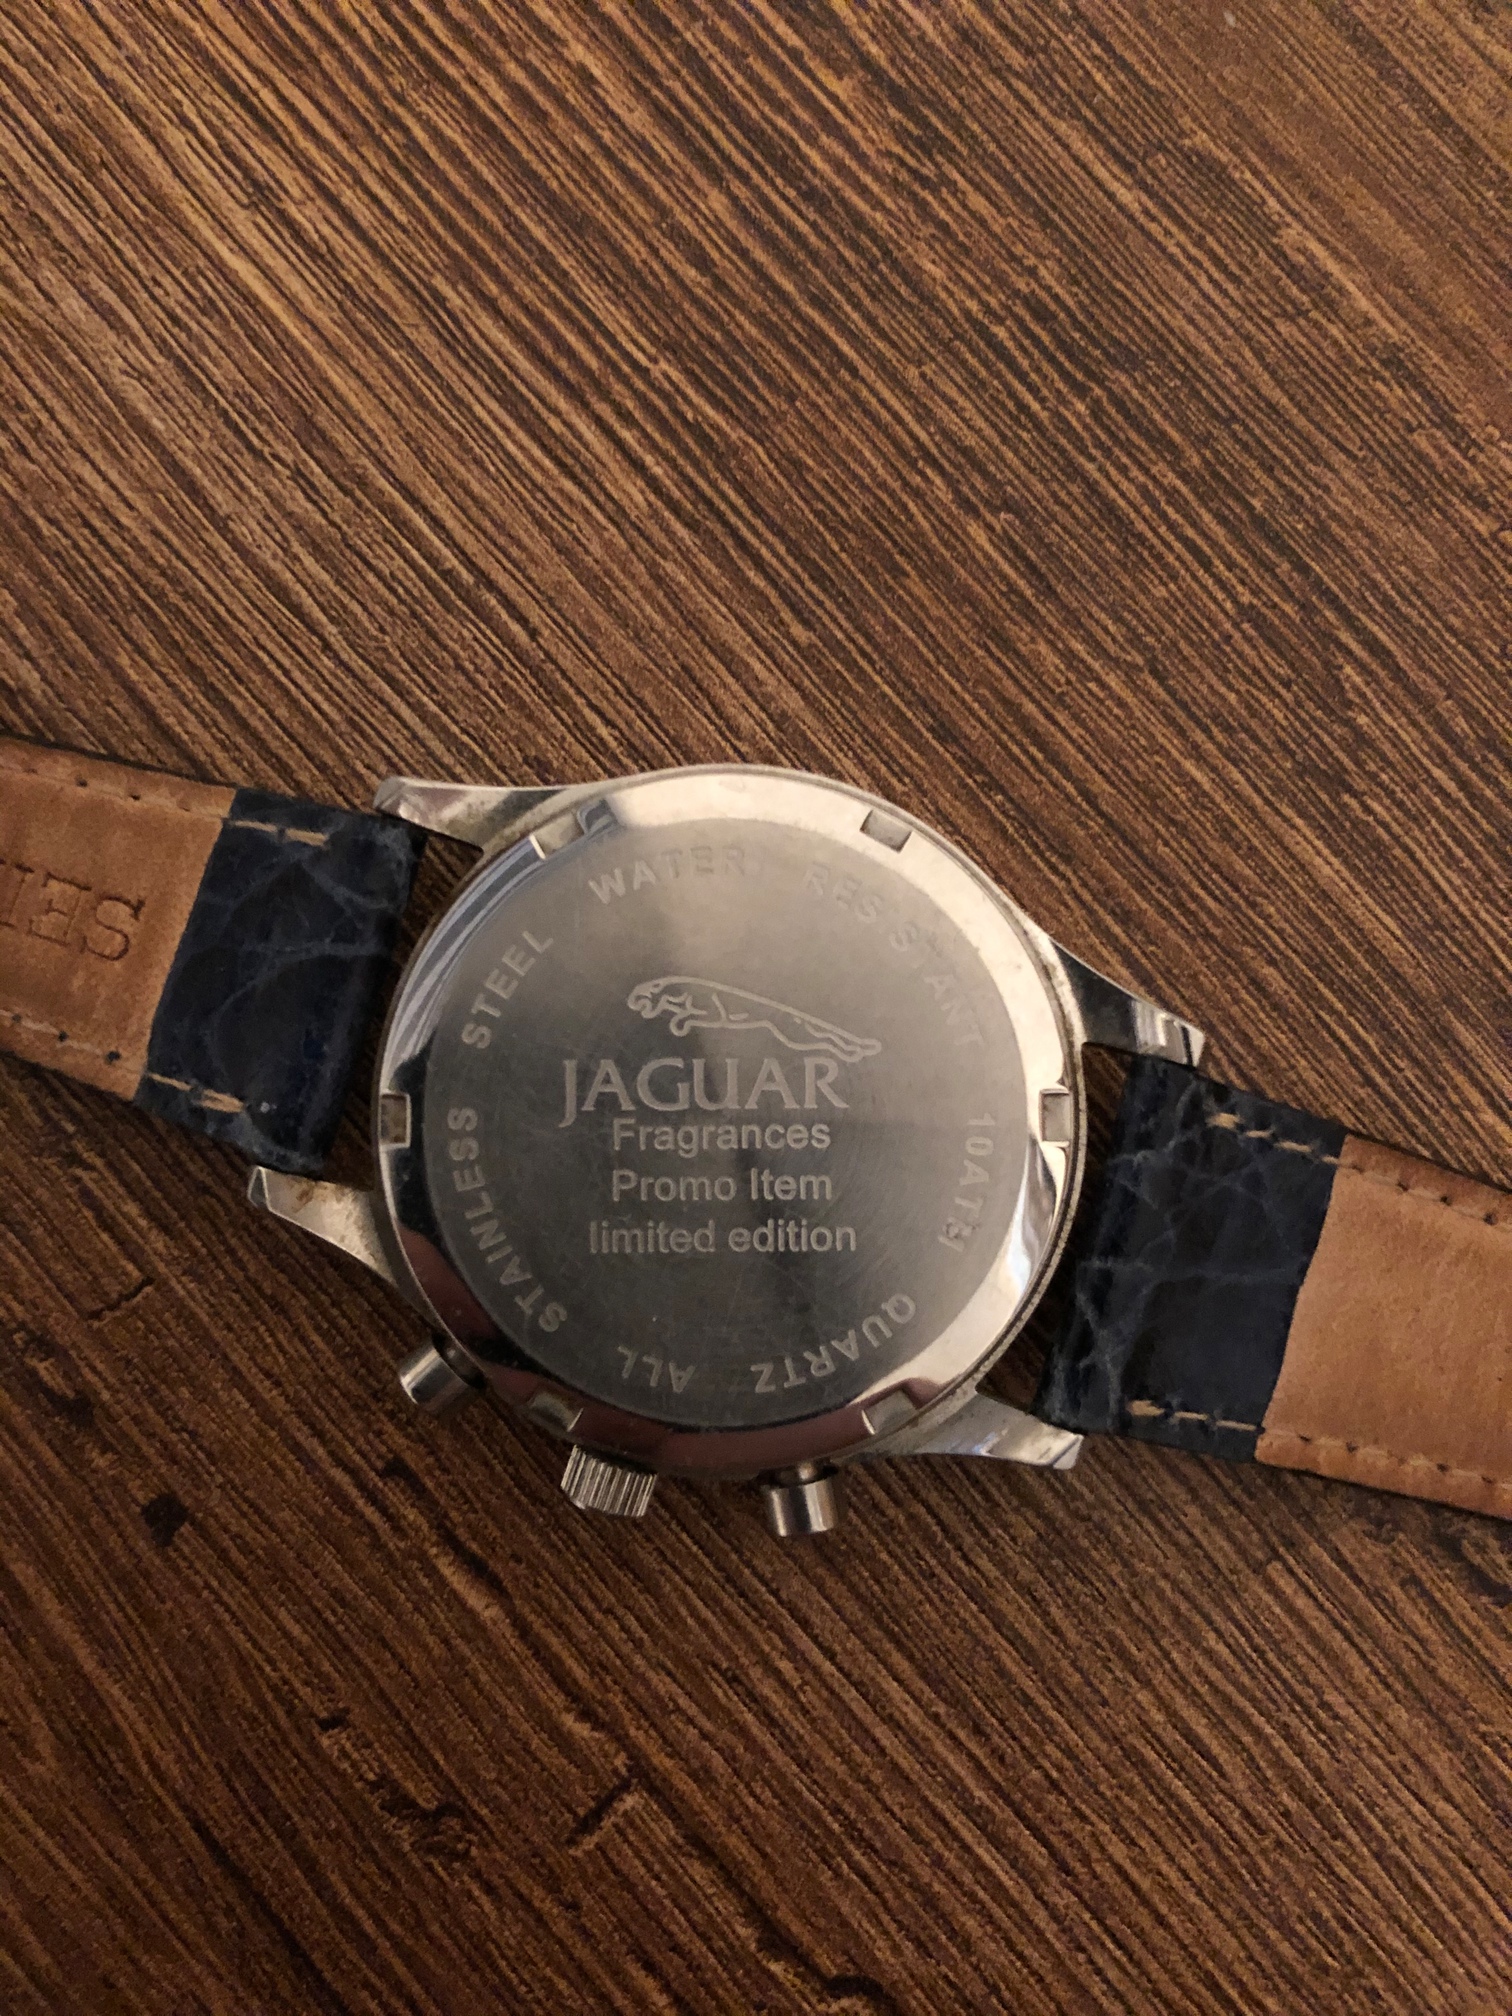 JAGUAR
Fragrances
Promo Item
limited edition
WATER RESISTANT 10ATM QUARTZ ALL STAINLESS STEEL